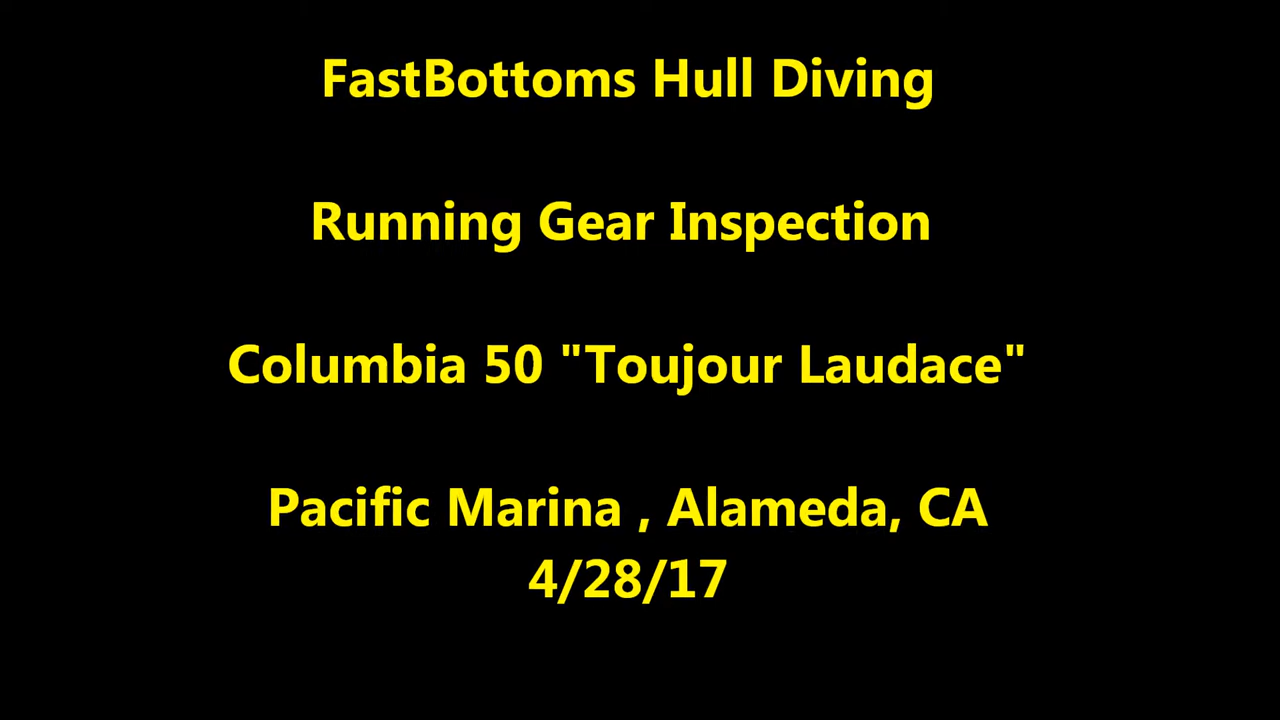 FastBottoms Hull Diving
Running Gear Inspection
Columbia 50 "Toujour Laudace"
Pacific Marina , Alameda, CA
4/28/17